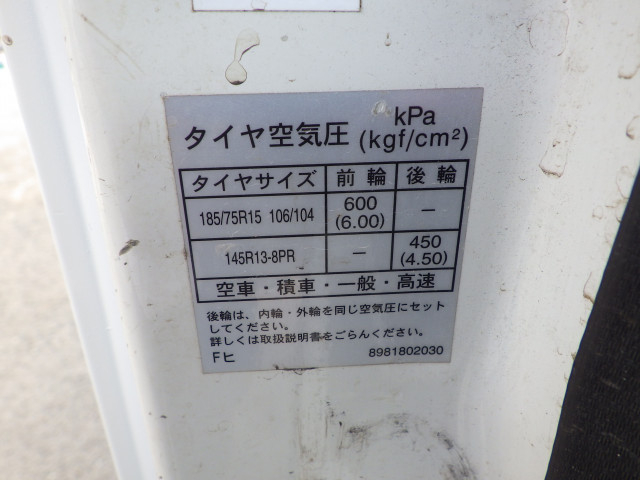 タイヤ空気圧 kPa (kgf/cm²)
タイヤサイズ 前輪 後輪
185/75R15 106/104 600 (6.00) －
145R13-8PR － 450 (4.50)
空車・積車・一般・高速
後輪は、内輪・外輪を同じ空気圧にセット
してください。
詳しくは取扱説明書をごらんください。
Fヒ 8981802030